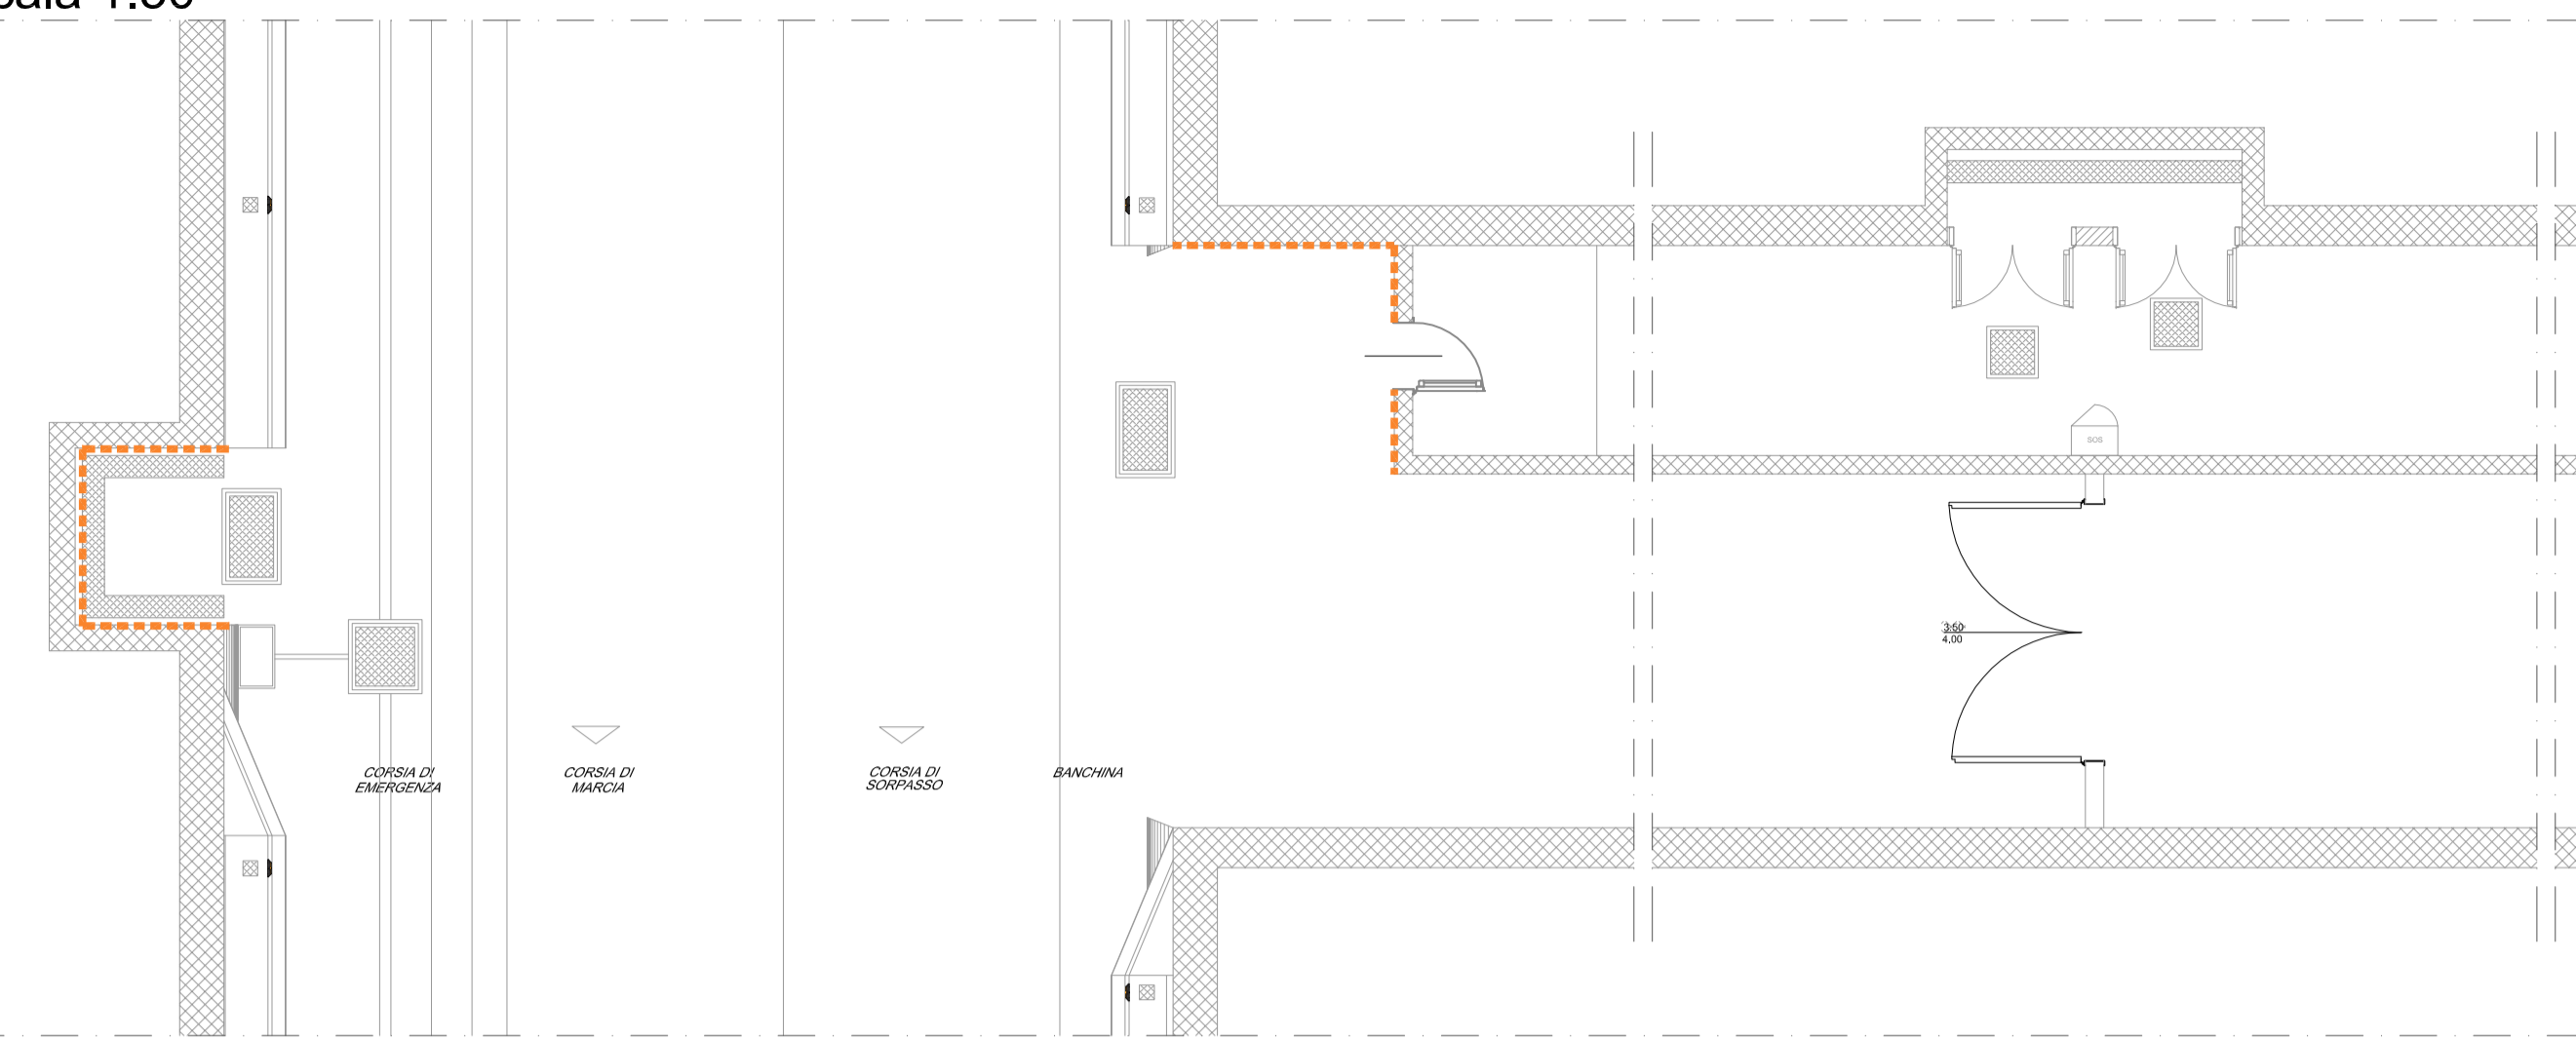 SOS
3.50
4,00
CORSIA DI
EMERGENZA
CORSIA DI
MARCIA
CORSIA DI
SORPASSO
BANCHINA